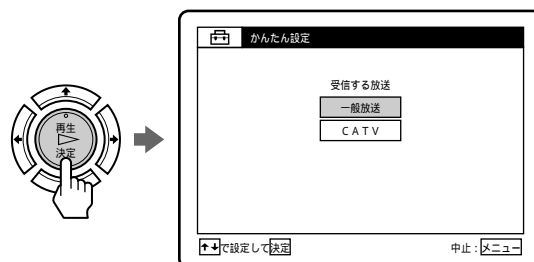 再生
決定
かんたん設定
受信する放送
一般放送
CATV
↑↓で設定して決定
中止:メニュー